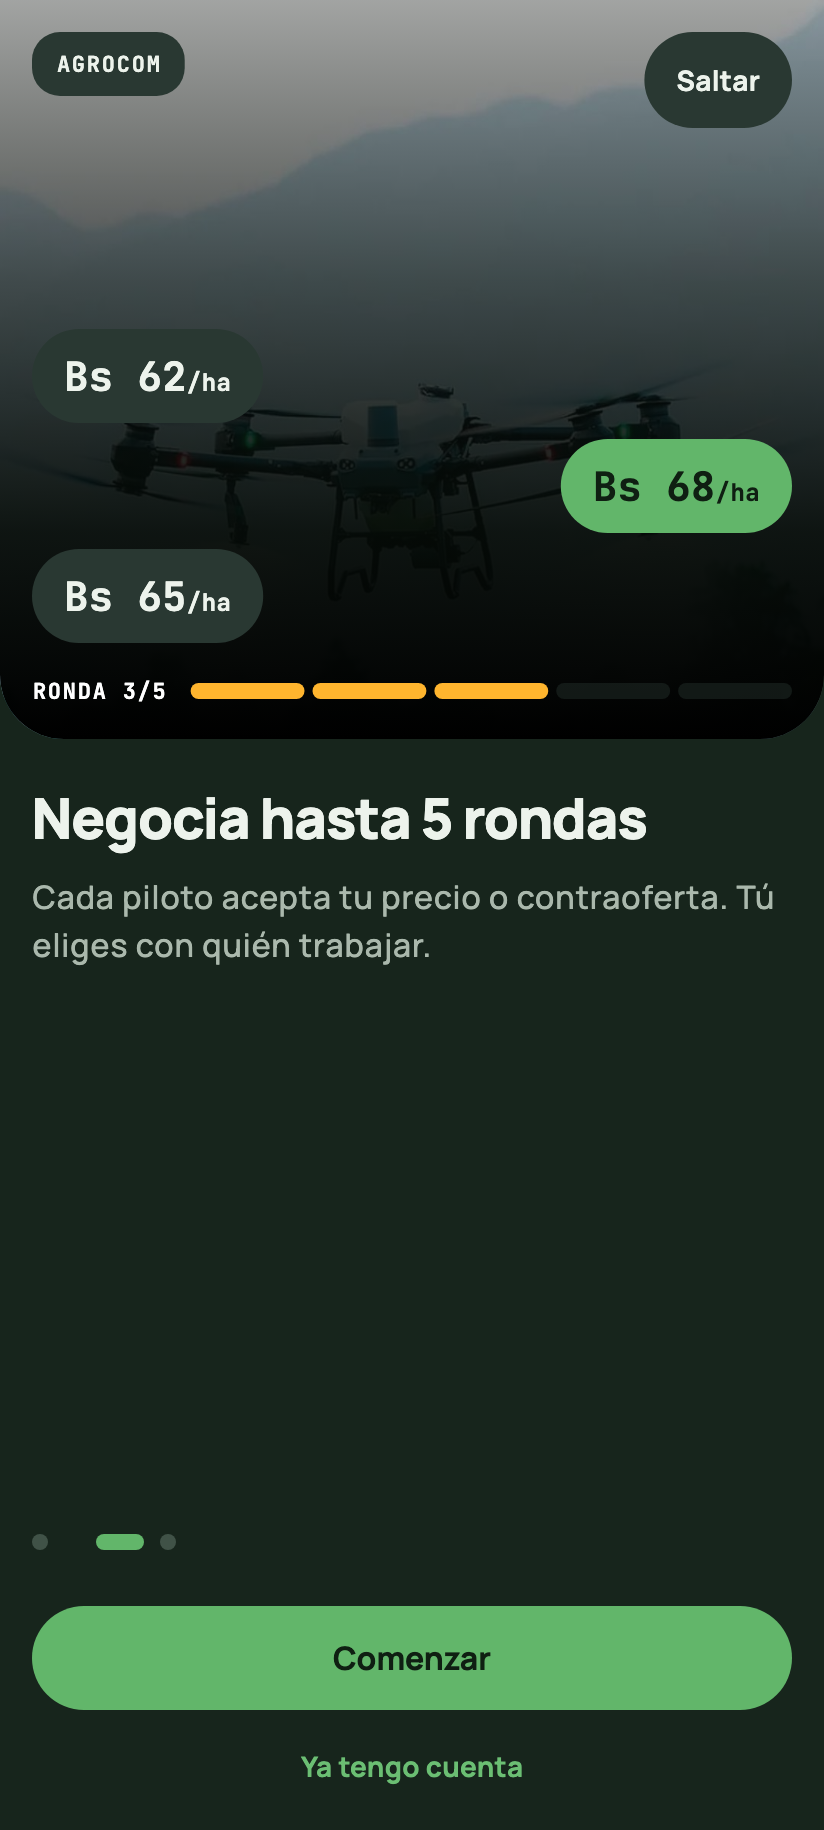 AGROCOM
Saltar
Bs 62/ha
Bs 68/ha
Bs 65/ha
RONDA 3/5
Negocia hasta 5 rondas
Cada piloto acepta tu precio o contraoferta. Tú
eliges con quién trabajar.
Comenzar
Ya tengo cuenta